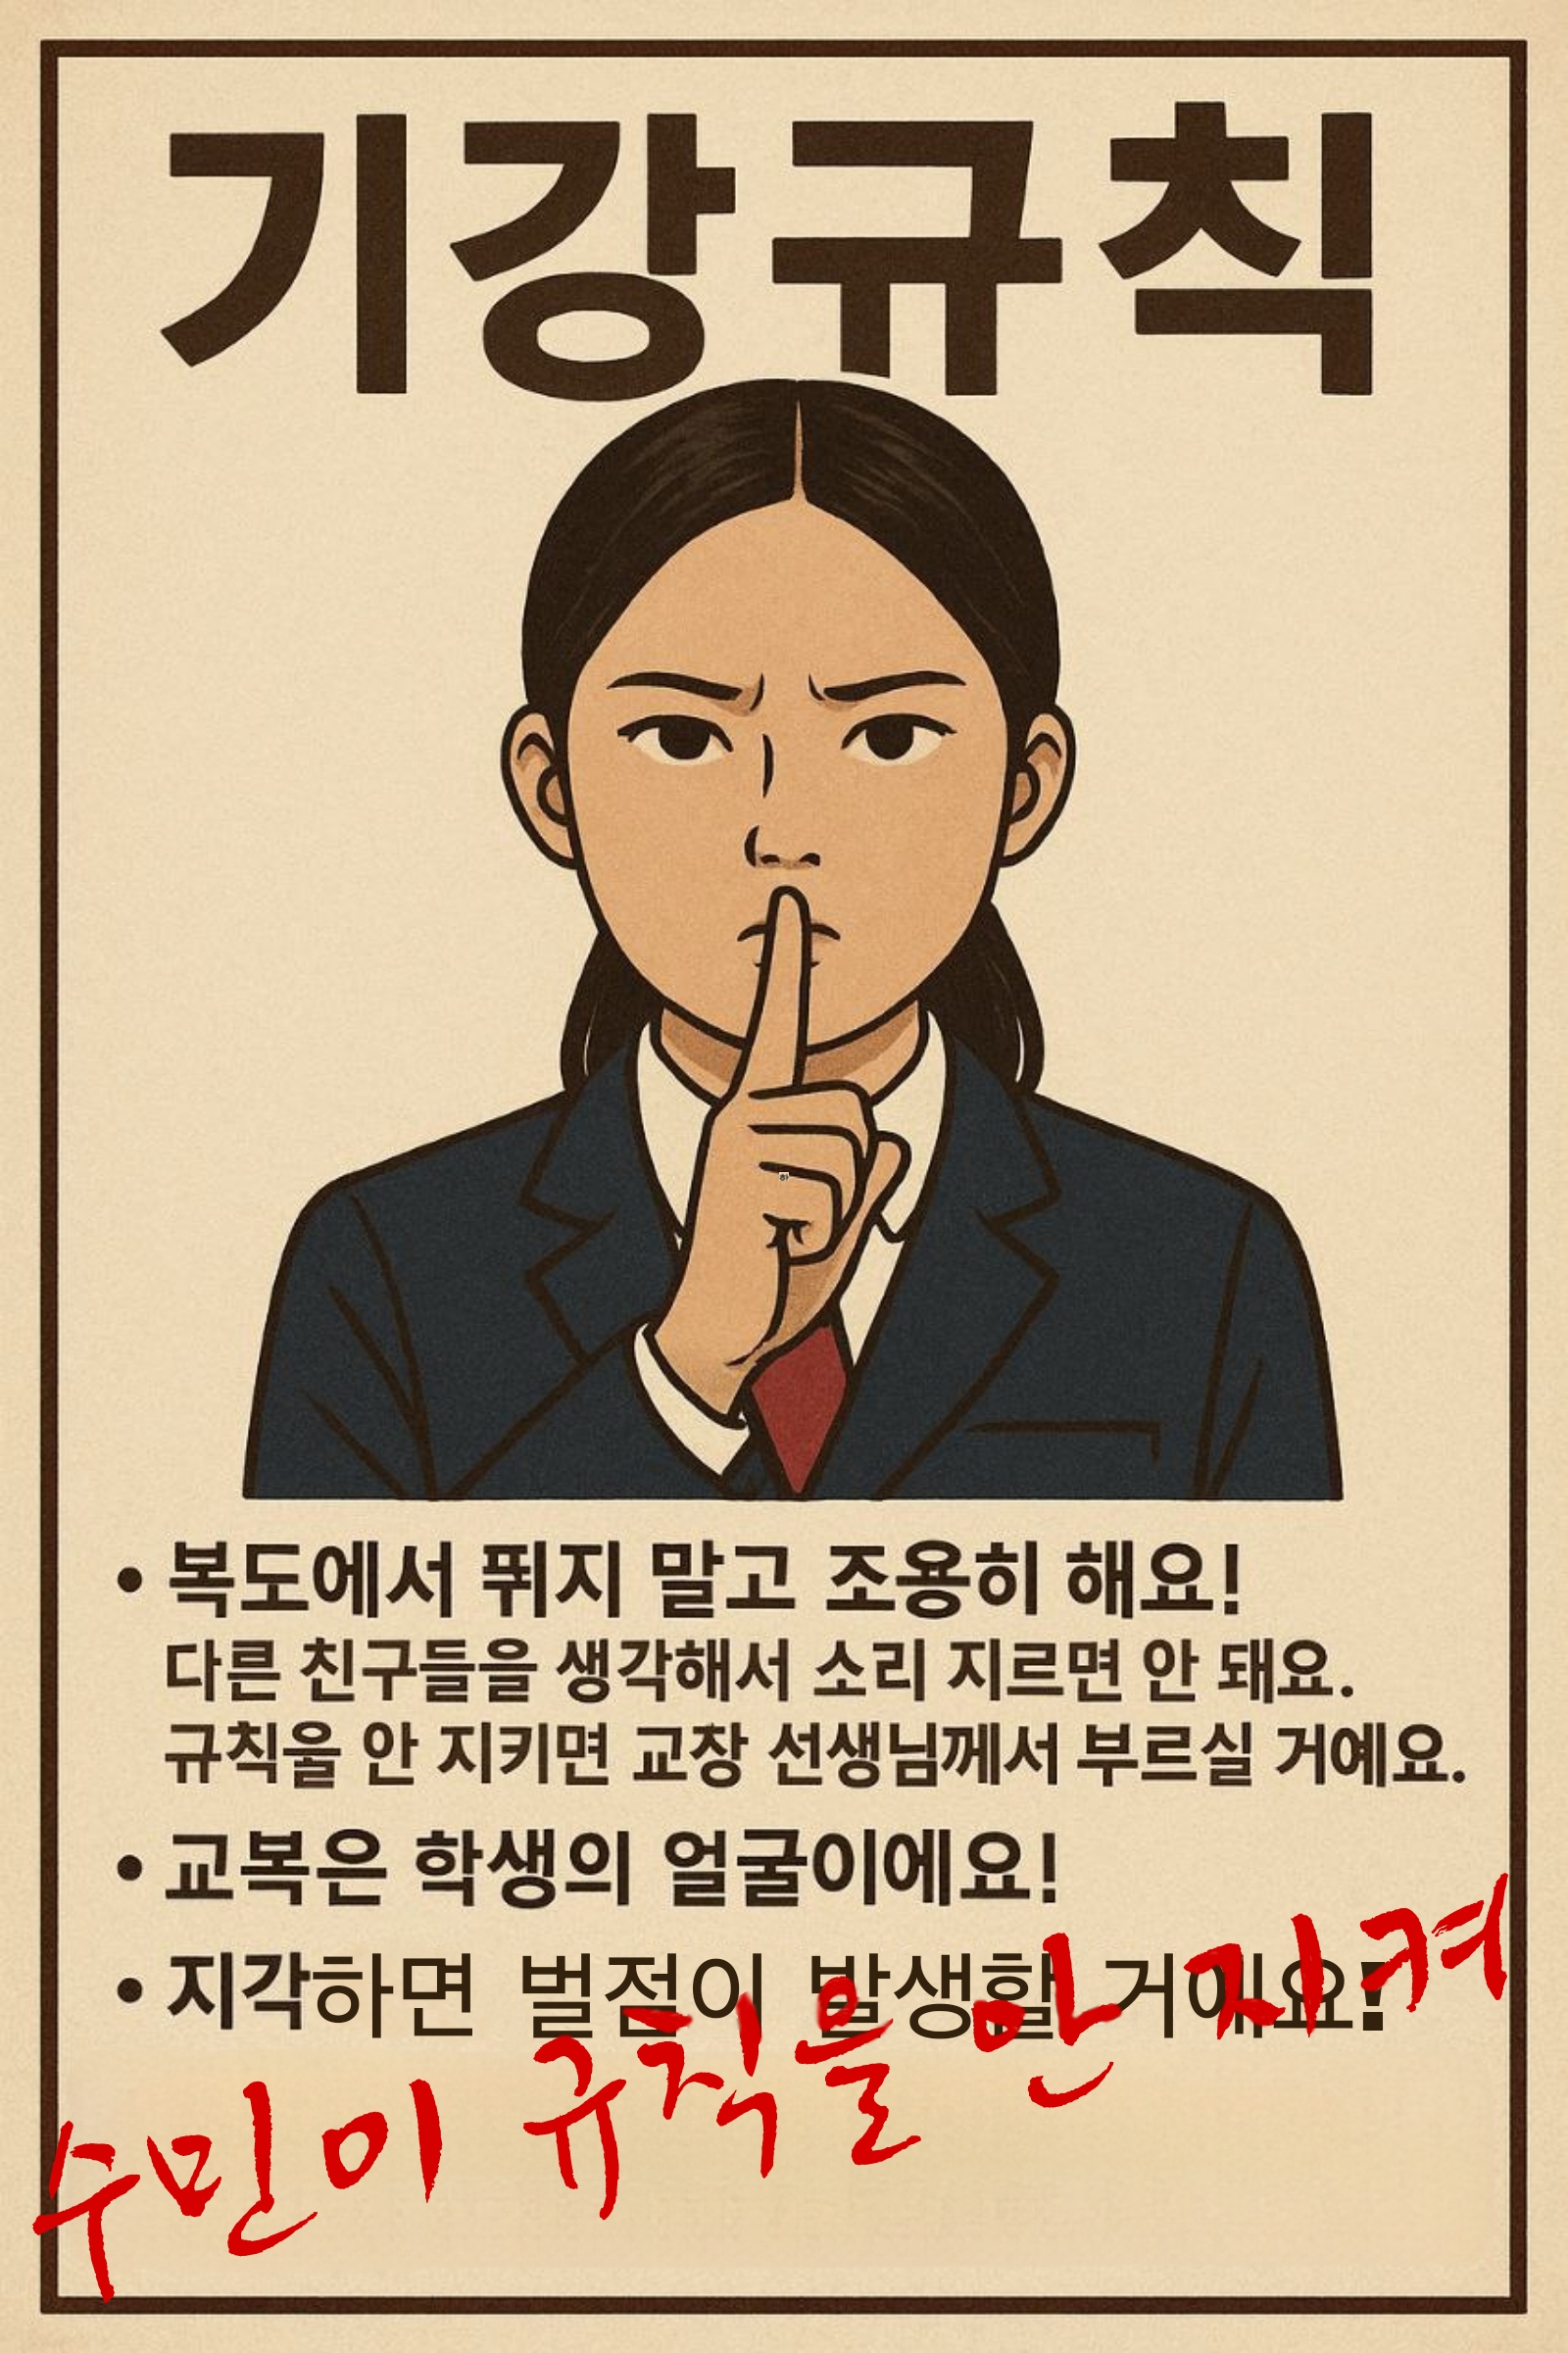 기강규칙
• 복도에서 뛰지 말고 조용히 해요!
다른 친구들을 생각해서 소리 지르면 안 돼요.
규칙울 안 지키면 교창 선생님께서 부르실 거예요.
• 교복은 학생의 얼굴이에요!
• 지각하면 벌점이 발생할 거예요!
수민이 규칙을 안 지켜